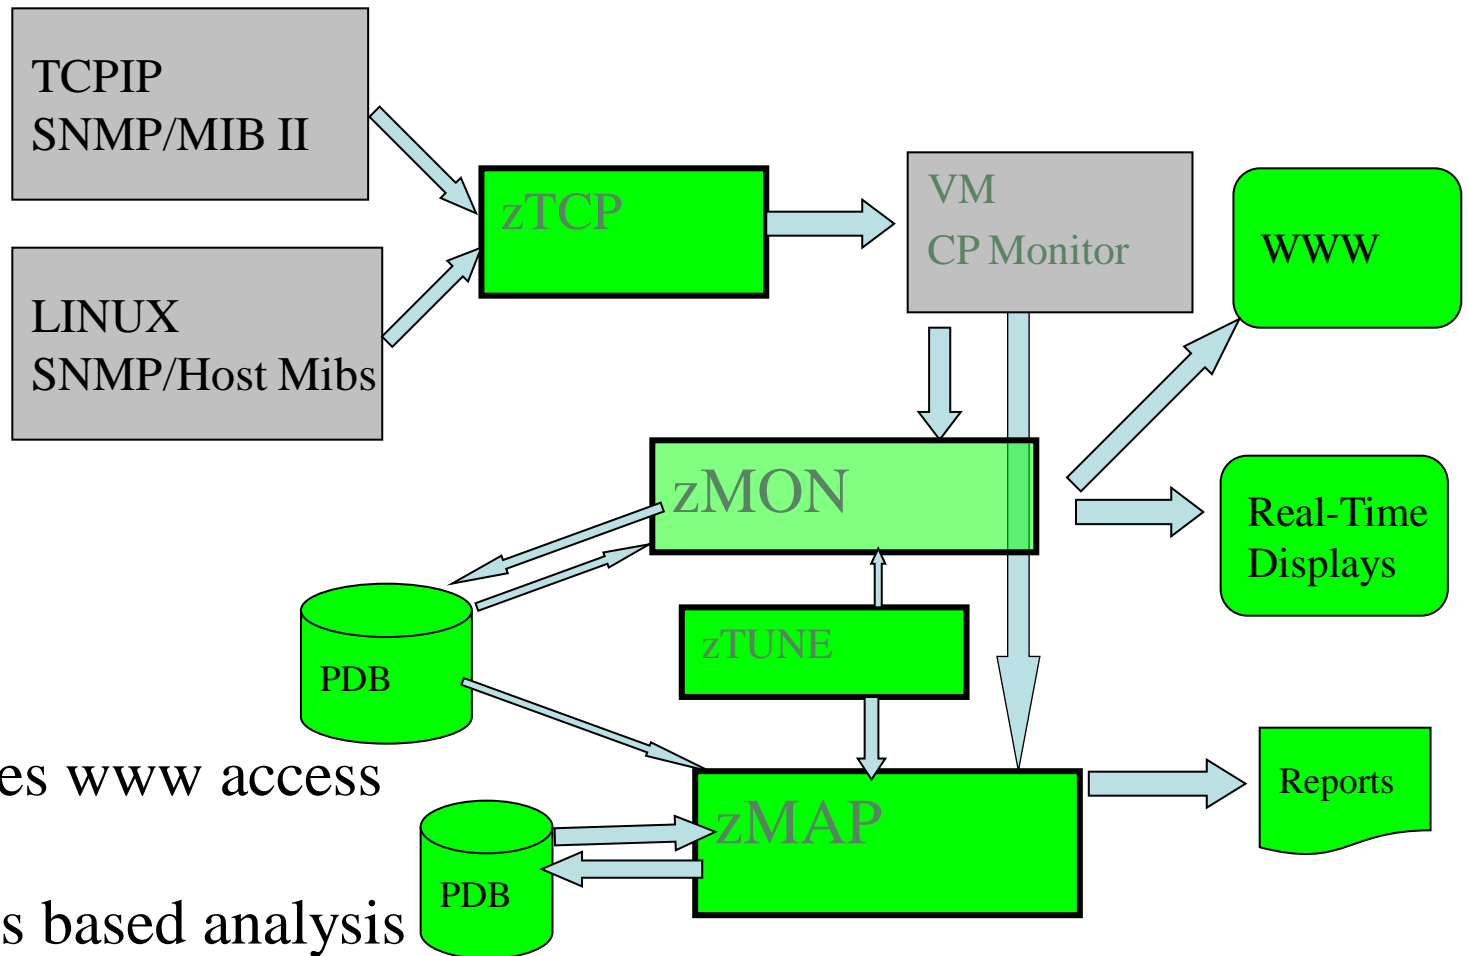 TCPIP
SNMP/MIB II
LINUX
SNMP/Host Mibs
zTCP
VM
CP Monitor
WWW
zMON
Real-Time
Displays
zTUNE
PDB
es www access
zMAP
Reports
PDB
s based analysis